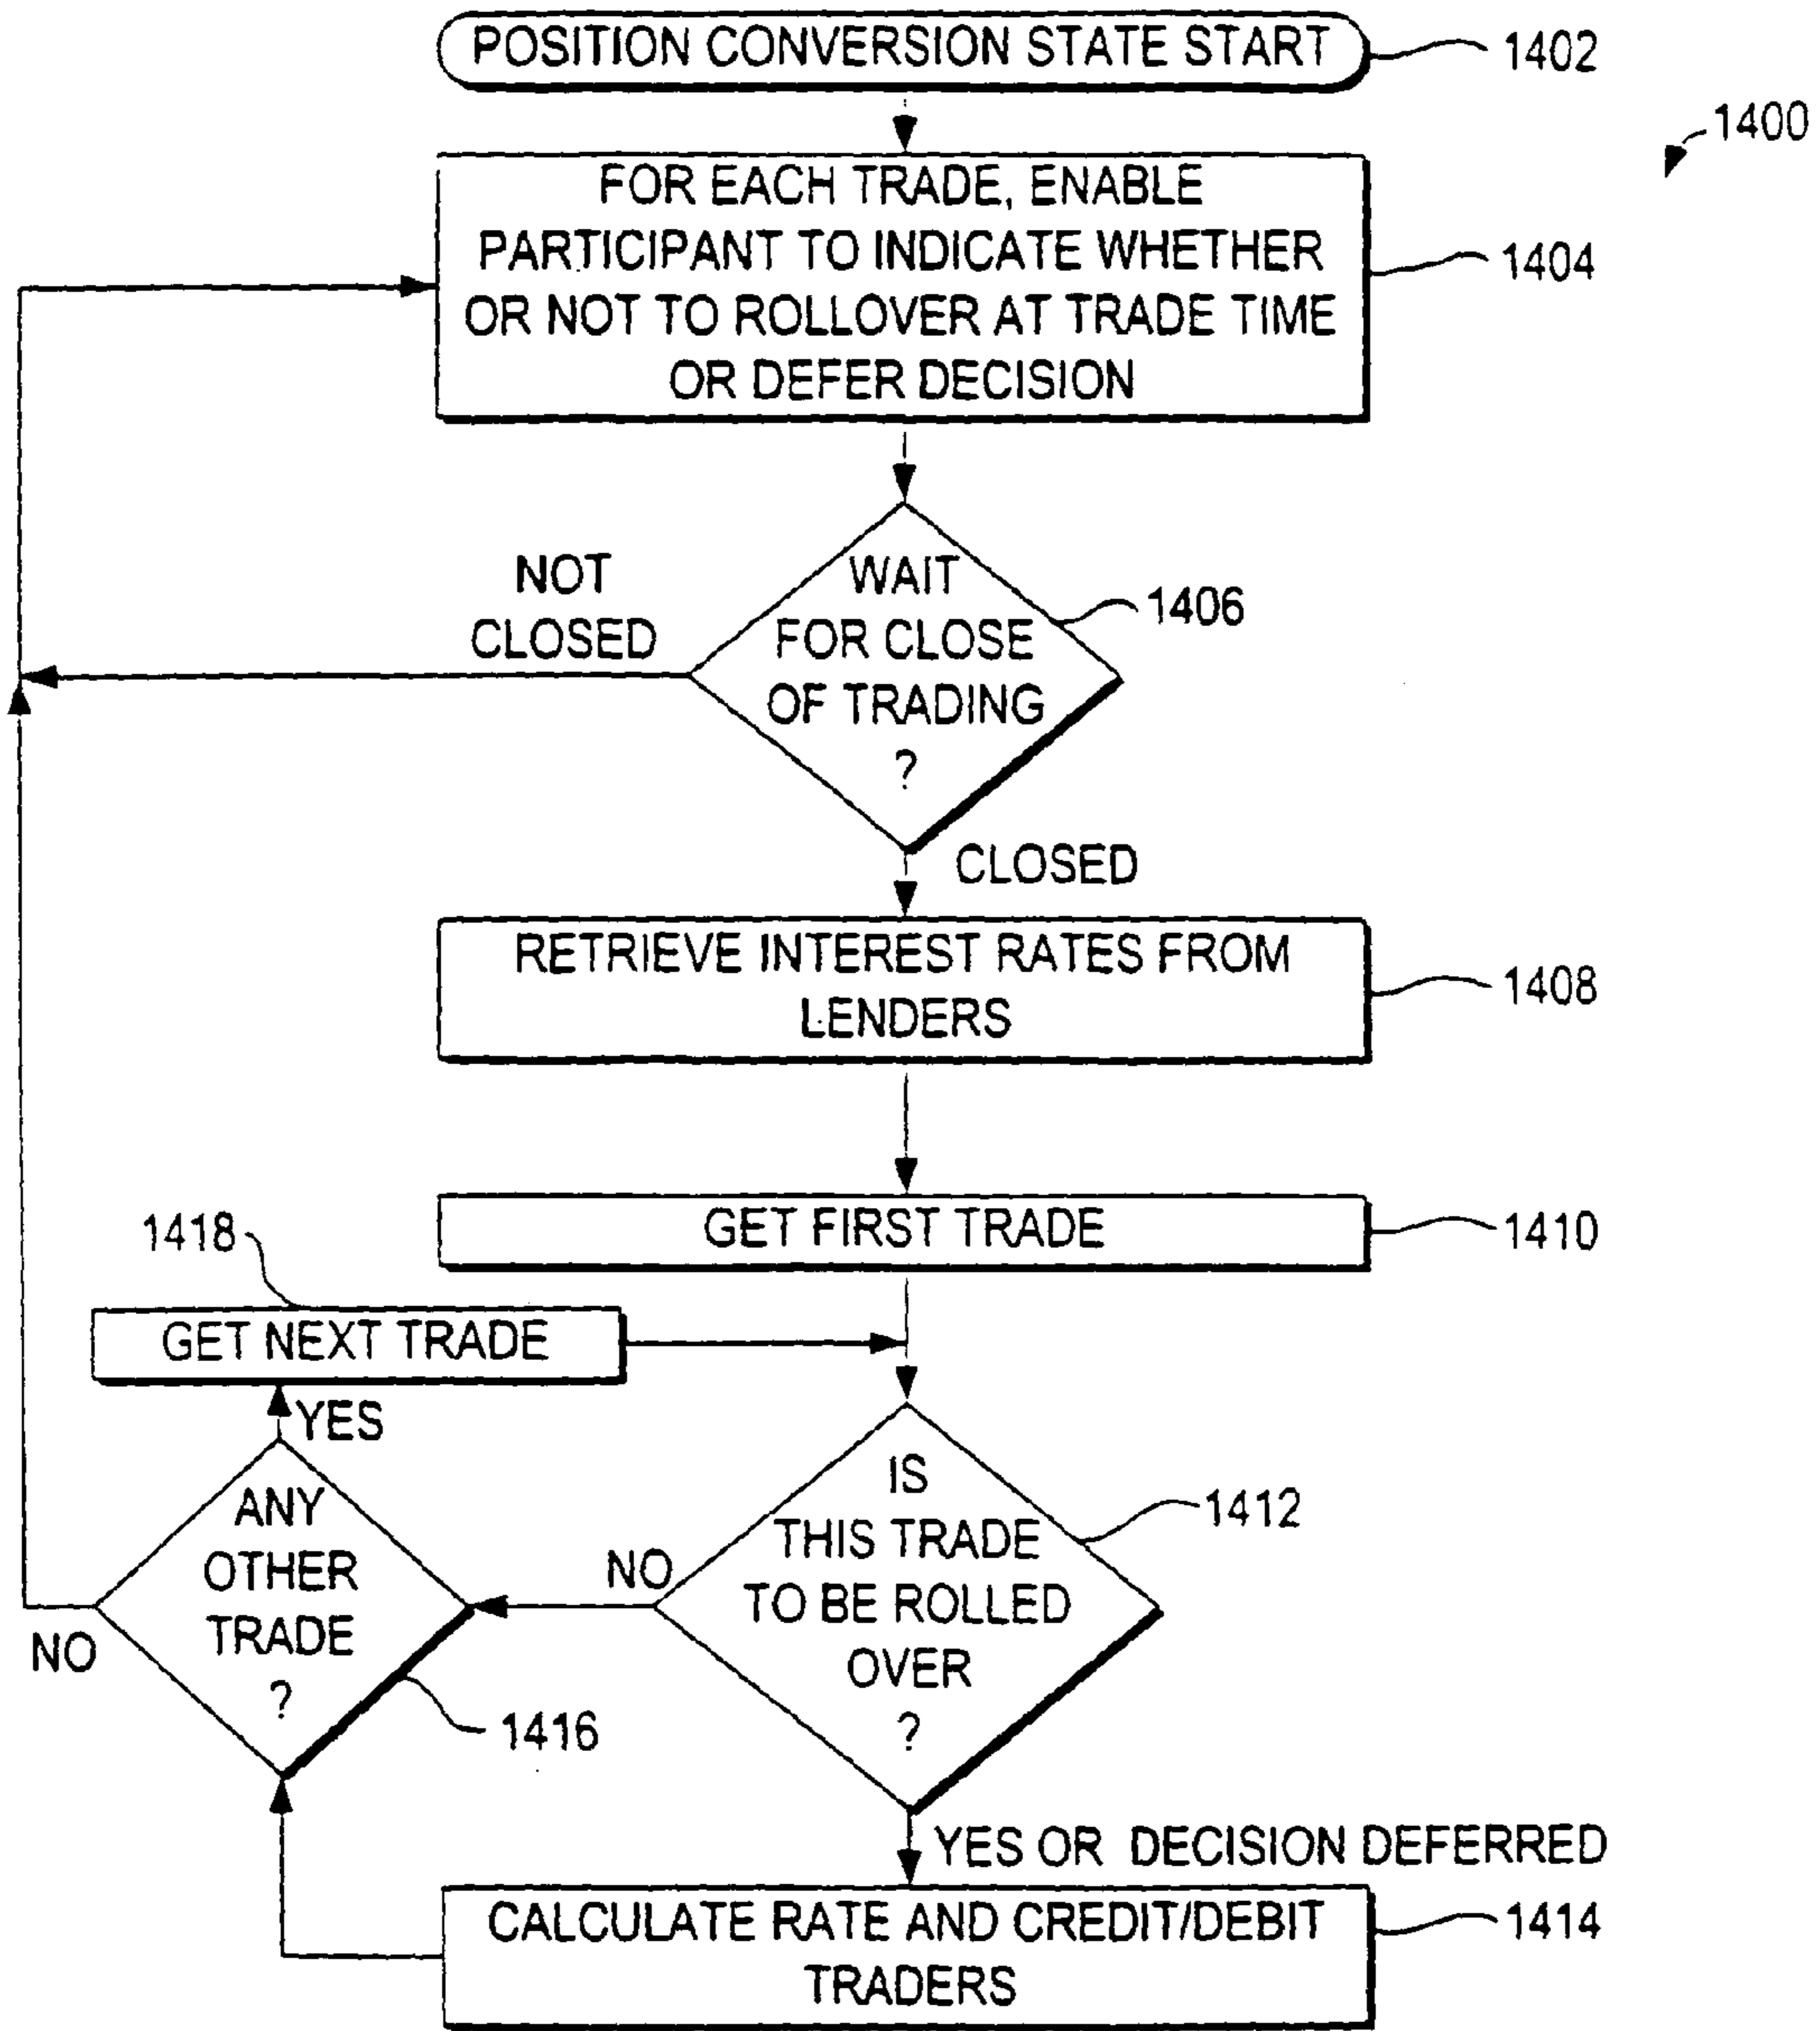 POSITION CONVERSION STATE START
1402
1400
FOR EACH TRADE, ENABLE
PARTICIPANT TO INDICATE WHETHER
OR NOT TO ROLLOVER AT TRADE TIME
OR DEFER DECISION
1404
NOT
CLOSED
WAIT
FOR CLOSE
OF TRADING
?
1406
CLOSED
RETRIEVE INTEREST RATES FROM
LENDERS
1408
GET FIRST TRADE
1410
1418
GET NEXT TRADE
YES
ANY
OTHER
TRADE
?
NO
1416
NO
IS
THIS TRADE
TO BE ROLLED
OVER
?
1412
YES OR DECISION DEFERRED
CALCULATE RATE AND CREDIT/DEBIT
TRADERS
1414